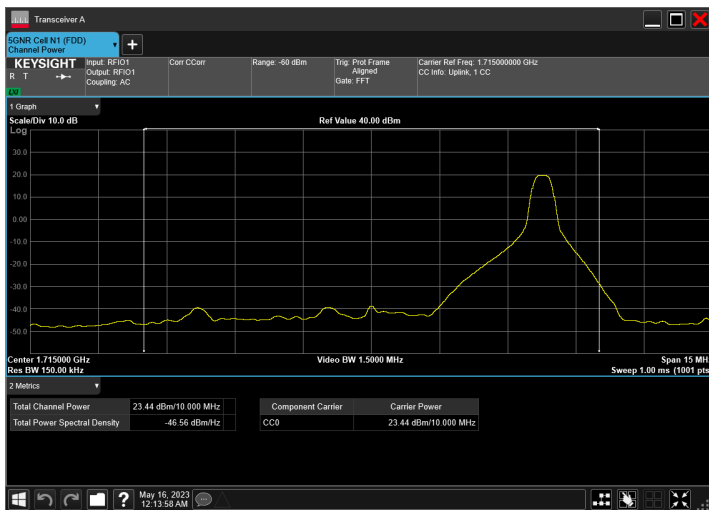 Transceiver A
5GNR Cell N1 (FDD)
Channel Power
KEYSIGHT
R T
LXI
Input: RFIO1
Output: RFIO1
Coupling: AC
Corr CCorr
Range: -60 dBm
Trig: Prot Frame
Aligned
Gate: FFT
Carrier Ref Freq: 1.715000000 GHz
CC Info: Uplink, 1 CC
1 Graph
Scale/Div 10.0 dB
Ref Value 40.00 dBm
Log
30.0
20.0
10.0
0.00
-10.0
-20.0
-30.0
-40.0
-50.0
Center 1.715000 GHz
Video BW 1.5000 MHz
Span 15 MH
Res BW 150.00 kHz
Sweep 1.00 ms (1001 pts
2 Metrics
Total Channel Power 23.44 dBm/10.000 MHz
Total Power Spectral Density -46.56 dBm/Hz
Component Carrier Carrier Power
CC0 23.44 dBm/10.000 MHz
?
May 16, 2023
12:13:58 AM